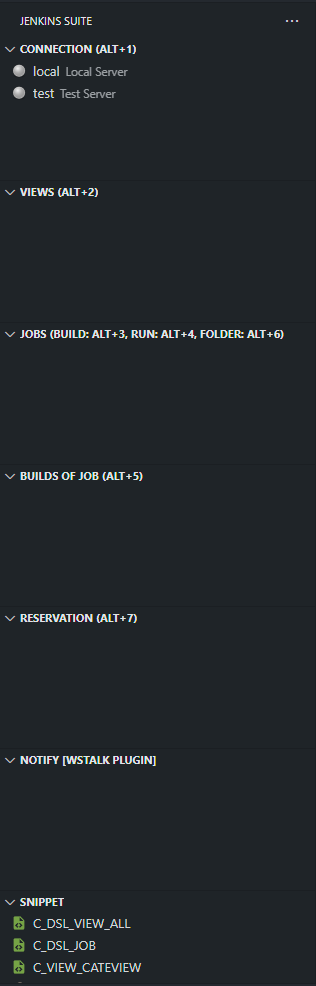 JENKINS SUITE ...
CONNECTION (ALT+1)
local Local Server
test Test Server
VIEWS (ALT+2)
JOBS (BUILD: ALT+3, RUN: ALT+4, FOLDER: ALT+6)
BUILDS OF JOB (ALT+5)
RESERVATION (ALT+7)
NOTIFY [WSTALK PLUGIN]
SNIPPET
C_DSL_VIEW_ALL
C_DSL_JOB
C_VIEW_CATEVIEW